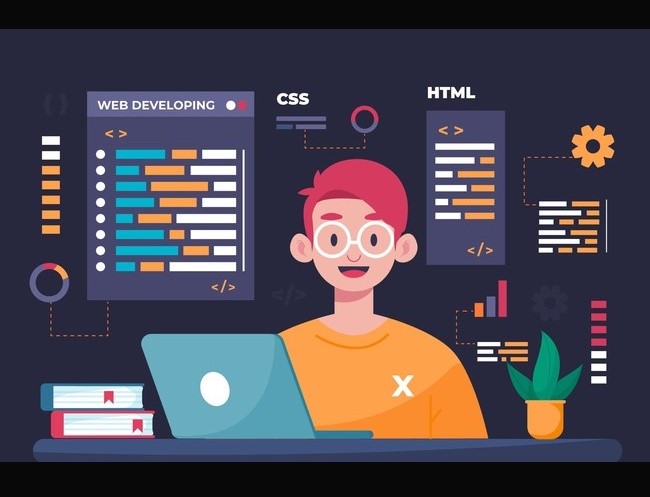 WEB DEVELOPING
< >
</>
CSS
HTML
< >
</>
{ }
</>
X